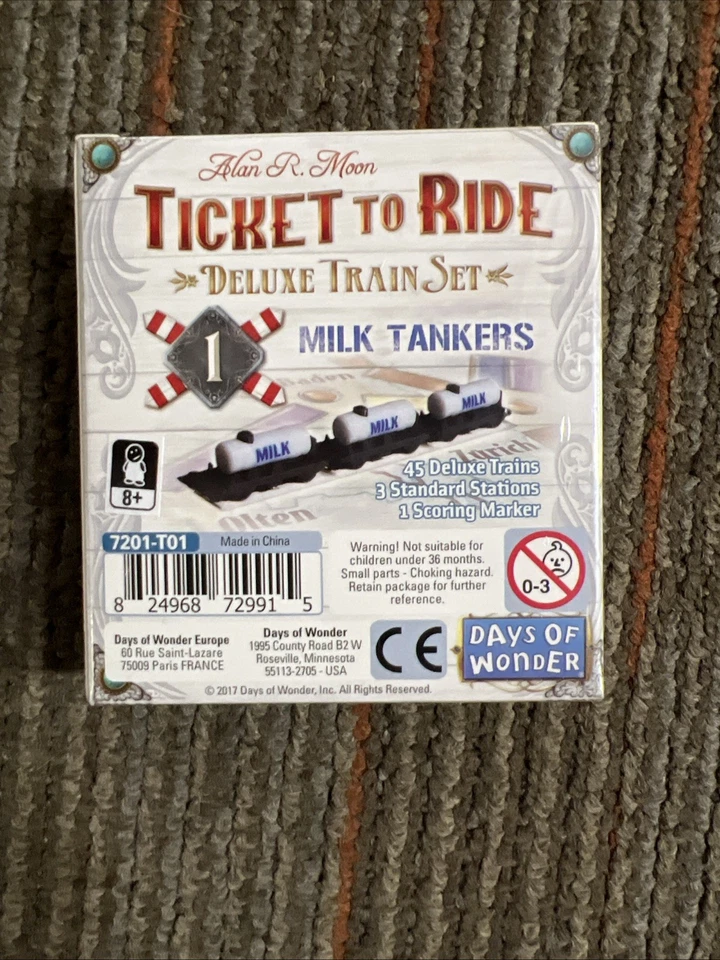 Alan R. Moon
TICKET TO RIDE
DELUXE TRAIN SET
1
MILK TANKERS
MILK
MILK
MILK
45 Deluxe Trains
3 Standard Stations
1 Scoring Marker
Olten
8+
7201-T01
Made in China
8 24968 72991 5
Warning! Not suitable for
children under 36 months.
Small parts - Choking hazard.
Retain package for further
reference.
0-3
Days of Wonder Europe
60 Rue Saint-Lazare
75009 Paris FRANCE
Days of Wonder
1995 County Road B2 W
Roseville, Minnesota
55113-2705 - USA
CE
DAYS OF
WONDER
© 2017 Days of Wonder, Inc. All Rights Reserved.